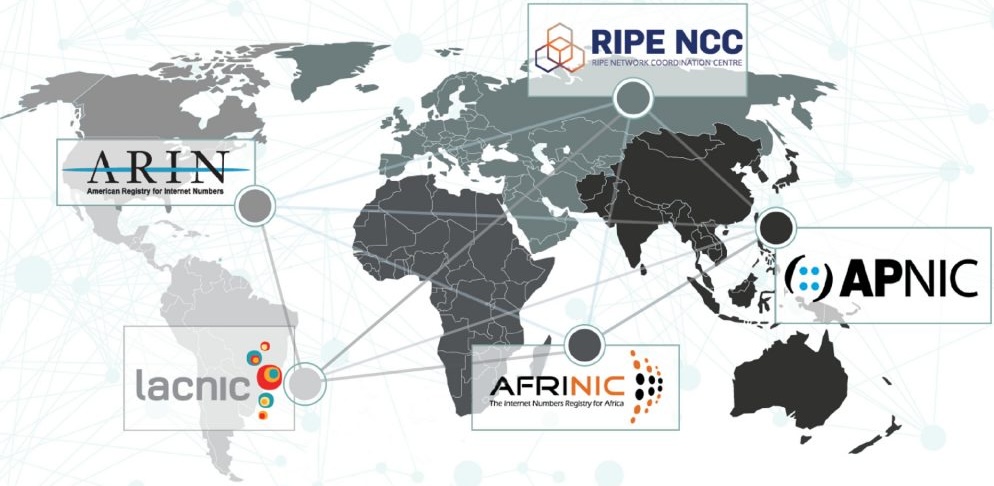 RIPE NCC
RIPE NETWORK COORDINATION CENTRE
ARIN
American Registry for Internet Numbers
APNIC
lacnic
AFRINIC
The Internet Numbers Registry for Africa